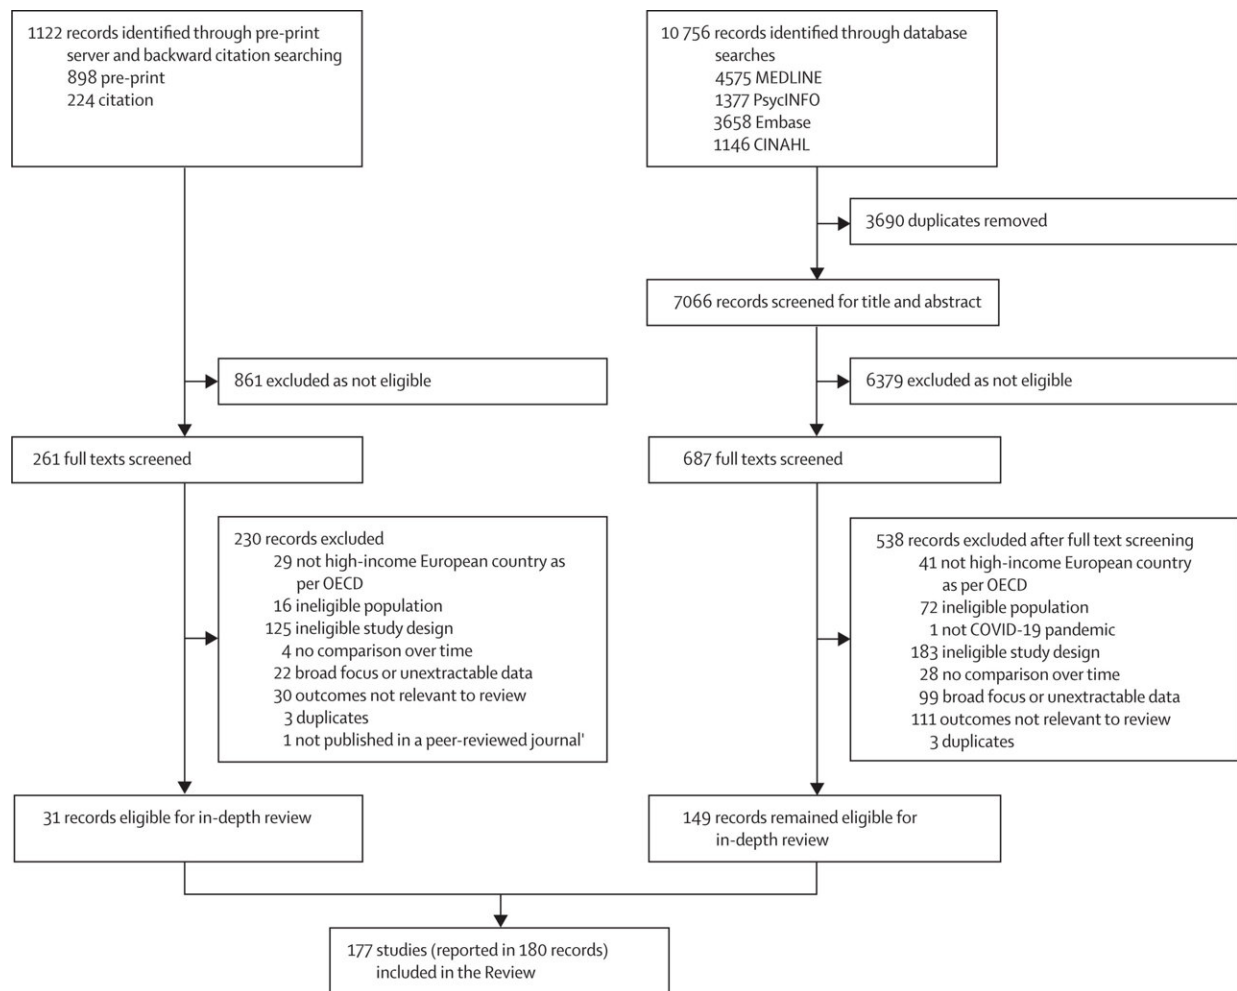 1122 records identified through pre-print
server and backward citation searching
898 pre-print
224 citation
10 756 records identified through database
searches
4575 MEDLINE
1377 PsycINFO
3658 Embase
1146 CINAHL
3690 duplicates removed
7066 records screened for title and abstract
861 excluded as not eligible
6379 excluded as not eligible
261 full texts screened
687 full texts screened
230 records excluded
29 not high-income European country as
per OECD
16 ineligible population
125 ineligible study design
4 no comparison over time
22 broad focus or unextractable data
30 outcomes not relevant to review
3 duplicates
1 not published in a peer-reviewed journal'
538 records excluded after full text screening
41 not high-income European country
as per OECD
72 ineligible population
1 not COVID-19 pandemic
183 ineligible study design
28 no comparison over time
99 broad focus or unextractable data
111 outcomes not relevant to review
3 duplicates
31 records eligible for in-depth review
149 records remained eligible for
in-depth review
177 studies (reported in 180 records)
included in the Review